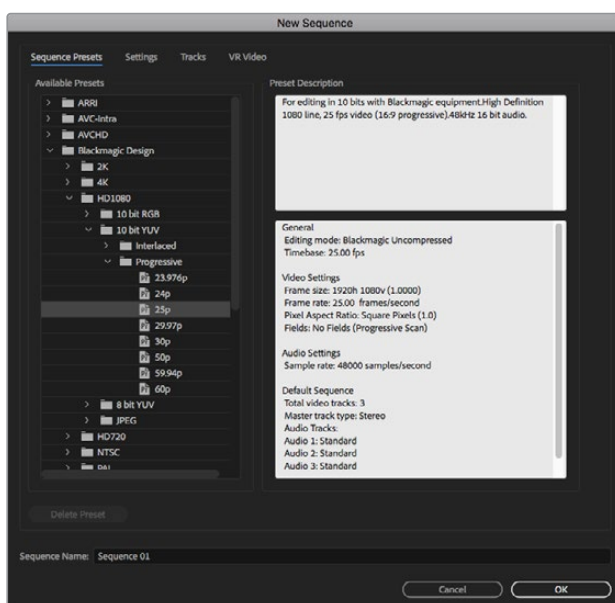 New Sequence
Sequence Presets Settings Tracks VR Video
Available Presets
ARRI
AVC-Intra
AVCHD
Blackmagic Design
2K
4K
HD1080
10 bit RGB
10 bit YUV
Interlaced
Progressive
23.976p
24p
25p
29.97p
30p
50p
59.94p
60p
8 bit YUV
JPEG
HD720
NTSC
PAL
Delete Preset
Preset Description
For editing in 10 bits with Blackmagic equipment.High Definition
1080 line, 25 fps video (16:9 progressive).48kHz 16 bit audio.
General
Editing mode: Blackmagic Uncompressed
Timebase: 25.00 fps
Video Settings
Frame size: 1920h 1080v (1.0000)
Frame rate: 25.00 frames/second
Pixel Aspect Ratio: Square Pixels (1.0)
Fields: No Fields (Progressive Scan)
Audio Settings
Sample rate: 48000 samples/second
Default Sequence
Total video tracks: 3
Master track type: Stereo
Audio Tracks:
Audio 1: Standard
Audio 2: Standard
Audio 3: Standard
Sequence Name: Sequence 01
Cancel OK